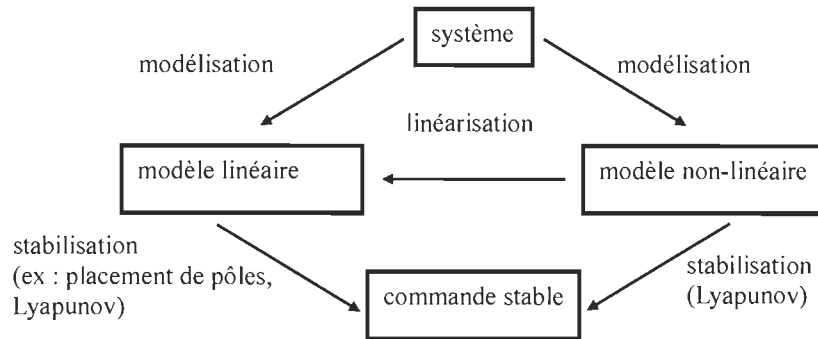 système
modélisation
modélisation
linéarisation
modèle linéaire
modèle non-linéaire
stabilisation
(ex : placement de pôles,
Lyapunov)
commande stable
stabilisation
(Lyapunov)